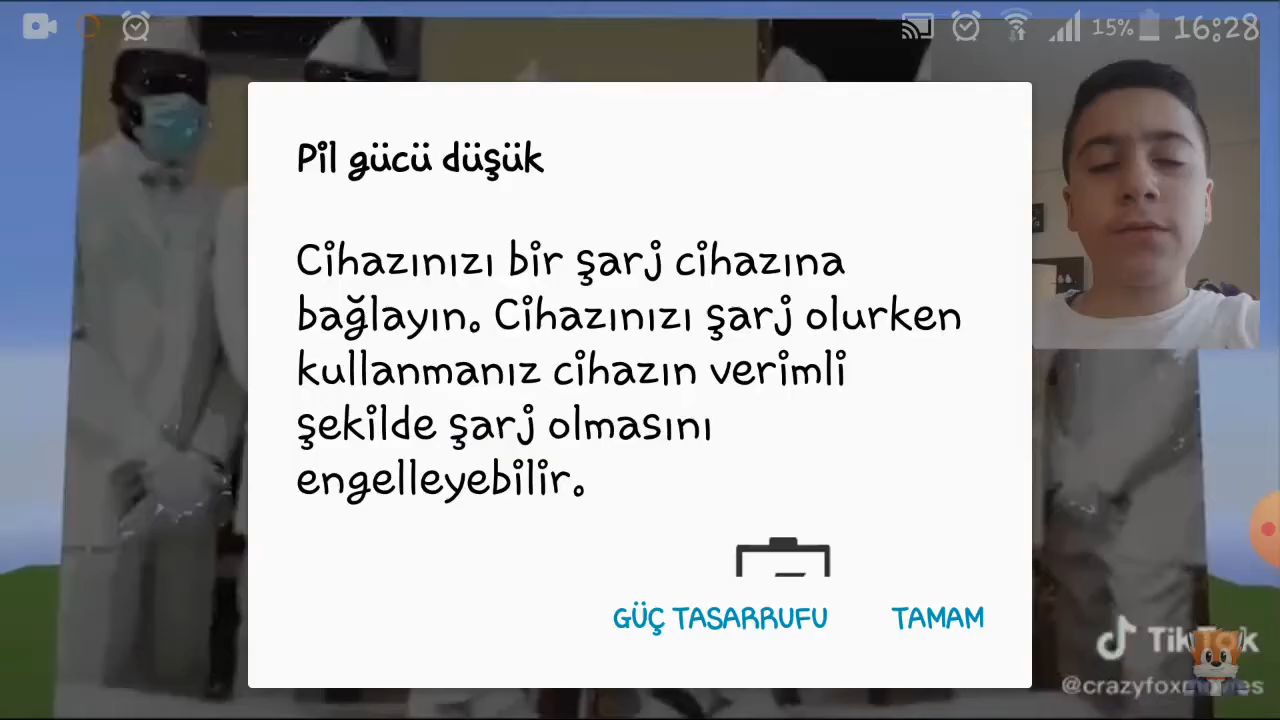 15% 16:28
Pil gücü düşük
Cihazınızı bir şarj cihazına
bağlayın. Cihazınızı şarj olurken
kullanmanız cihazın verimli
şekilde şarj olmasını
engelleyebilir.
GÜÇ TASARRUFU TAMAM
TikTok